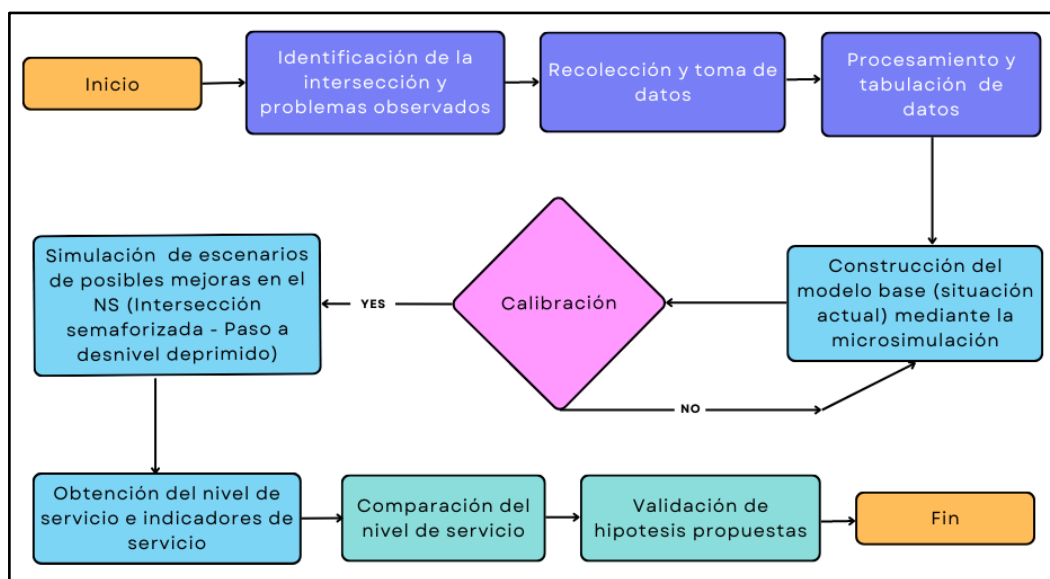 Inicio
Identificación de la
intersección y
problemas observados
Recolección y toma de
datos
Procesamiento y
tabulación de
datos
Construcción del
modelo base (situación
actual) mediante la
microsimulación
Calibración
YES
NO
Simulación de escenarios
de posibles mejoras en el
NS (Intersección
semaforizada - Paso a
desnivel deprimido)
Obtención del nivel de
servicio e indicadores de
servicio
Comparación del
nivel de servicio
Validación de
hipotesis propuestas
Fin